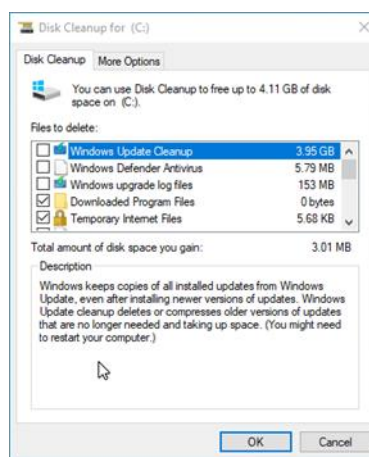 Disk Cleanup for (C:)
Disk Cleanup More Options
You can use Disk Cleanup to free up to 4.11 GB of disk
space on (C:).
Files to delete:
Windows Update Cleanup 3.95 GB
Windows Defender Antivirus 5.79 MB
Windows upgrade log files 153 MB
Downloaded Program Files 0 bytes
Temporary Internet Files 5.68 KB
Total amount of disk space you gain: 3.01 MB
Description
Windows keeps copies of all installed updates from Windows
Update, even after installing newer versions of updates. Windows
Update cleanup deletes or compresses older versions of updates
that are no longer needed and taking up space. (You might need
to restart your computer.)
OK Cancel